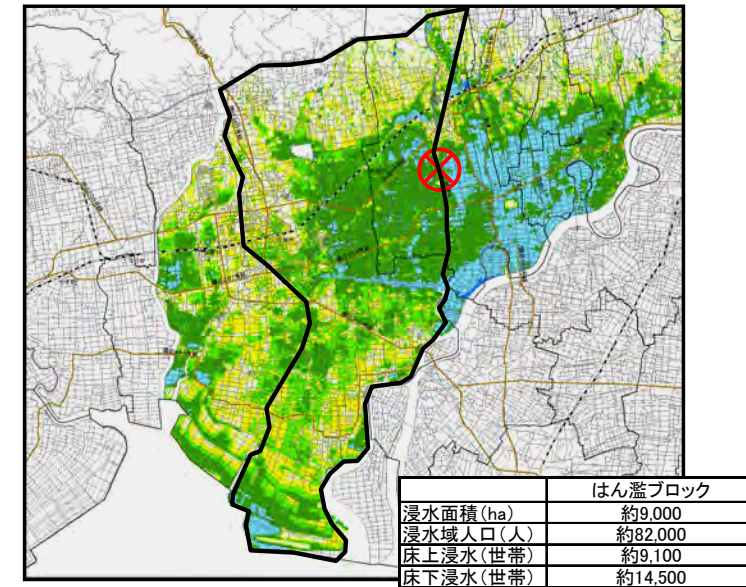 はん濫ブロック
浸水面積(ha) 約9,000
浸水域人口(人) 約82,000
床上浸水(世帯) 約9,100
床下浸水(世帯) 約14,500